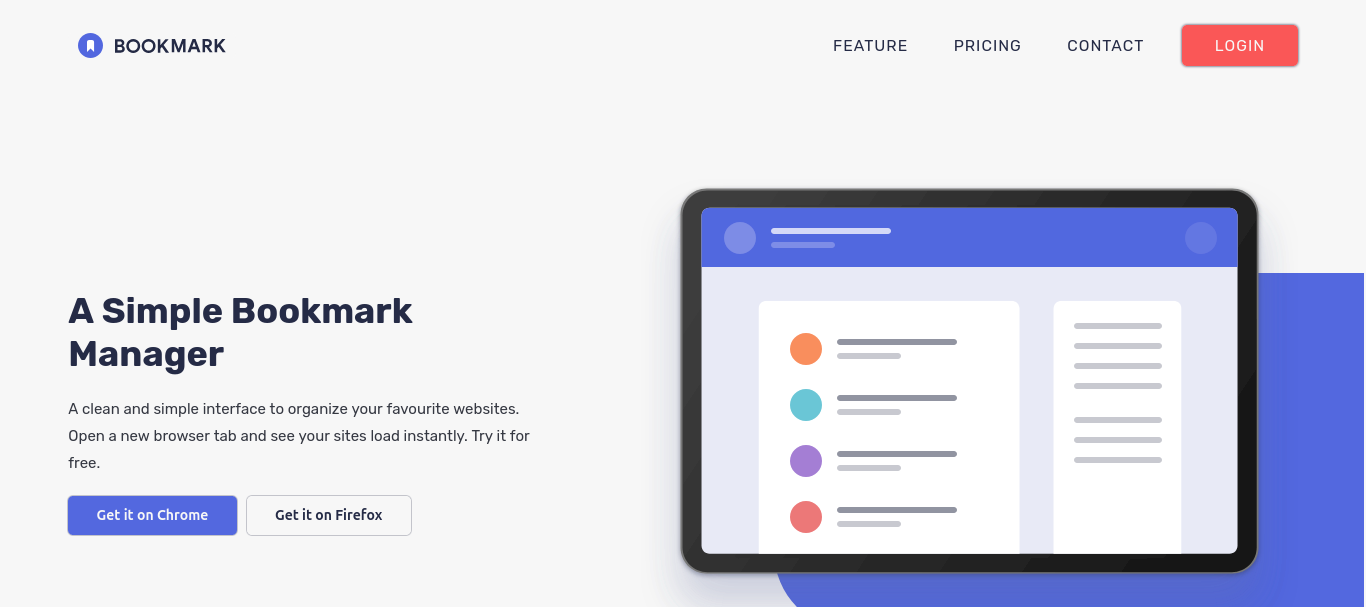 BOOKMARK
FEATURE PRICING CONTACT LOGIN
A Simple Bookmark
Manager
A clean and simple interface to organize your favourite websites.
Open a new browser tab and see your sites load instantly. Try it for
free.
Get it on Chrome Get it on Firefox